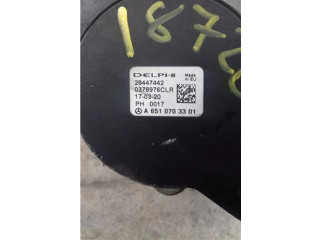 DELPHI
Made in EU
28447442
0378976CLR
17-03-20
PH 0017
A 651 070 33 01